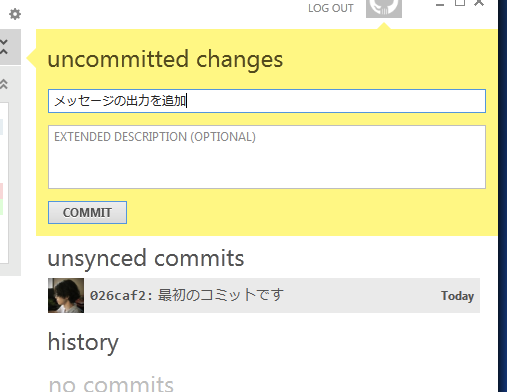 LOG OUT
uncommitted changes
メッセージの出力を追加
EXTENDED DESCRIPTION (OPTIONAL)
COMMIT
unsynced commits
026caf2: 最初のコミットです Today
history
no commits